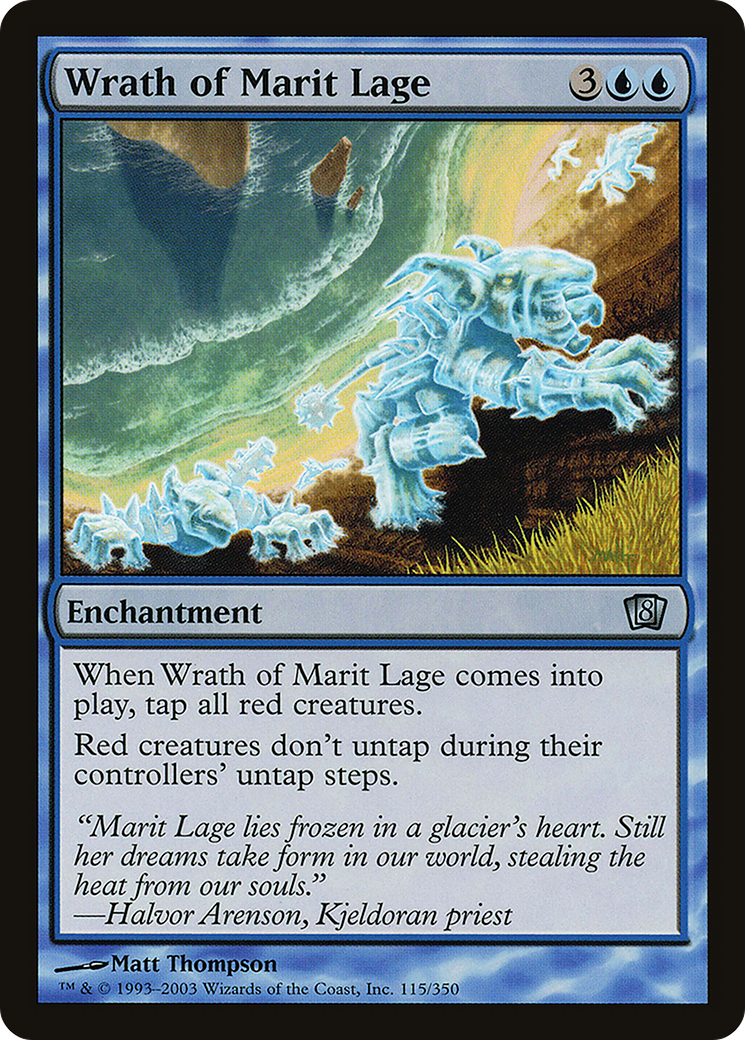 Wrath of Marit Lage 3
Enchantment 8
When Wrath of Marit Lage comes into
play, tap all red creatures.
Red creatures don't untap during their
controllers' untap steps.
“Marit Lage lies frozen in a glacier's heart. Still
her dreams take form in our world, stealing the
heat from our souls.”
—Halvor Arenson, Kjeldoran priest
Matt Thompson
™ & © 1993–2003 Wizards of the Coast, Inc. 115/350